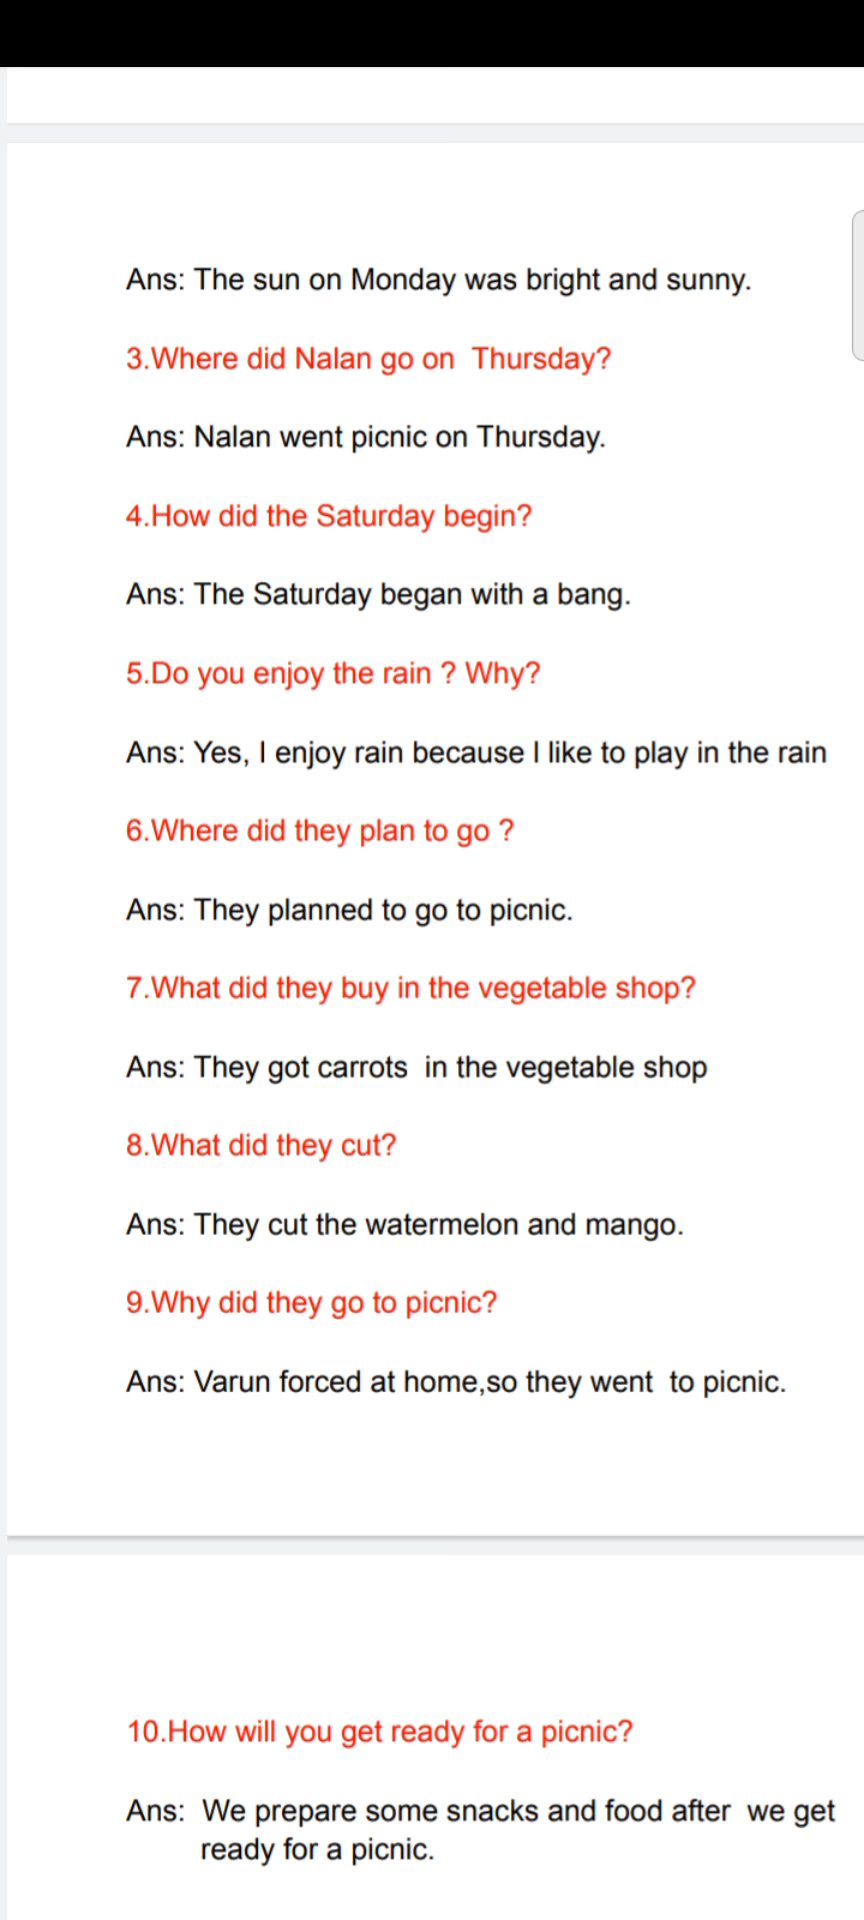 Ans: The sun on Monday was bright and sunny.
3.Where did Nalan go on  Thursday?
Ans: Nalan went picnic on Thursday.
4.How did the Saturday begin?
Ans: The Saturday began with a bang.
5.Do you enjoy the rain ? Why?
Ans: Yes, I enjoy rain because I like to play in the rain
6.Where did they plan to go ?
Ans: They planned to go to picnic.
7.What did they buy in the vegetable shop?
Ans: They got carrots  in the vegetable shop
8.What did they cut?
Ans: They cut the watermelon and mango.
9.Why did they go to picnic?
Ans: Varun forced at home,so they went  to picnic.
10.How will you get ready for a picnic?
Ans:  We prepare some snacks and food after  we get
ready for a picnic.